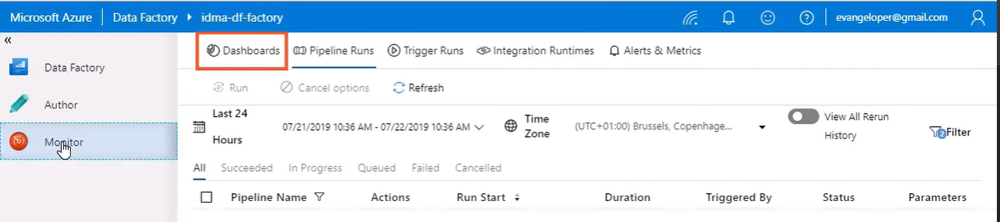 Microsoft Azure Data Factory idma-df-factory evangeloper@gmail.com
«
Dashboards Pipeline Runs Trigger Runs Integration Runtimes Alerts & Metrics
Data Factory
Run Cancel options Refresh
Author
Last 24 Hours 07/21/2019 10:36 AM - 07/22/2019 10:36 AM Time Zone (UTC+01:00) Brussels, Copenhage... View All Rerun History 2 Filter
Monitor
All Succeeded In Progress Queued Failed Cancelled
Pipeline Name Actions Run Start Duration Triggered By Status Parameters